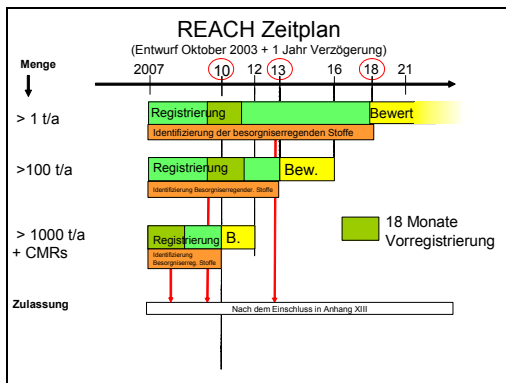 REACH Zeitplan
(Entwurf Oktober 2003 + 1 Jahr Verzögerung)
Menge
2007 10 12 13 16 18 21
> 1 t/a
Registrierung Bewert
Identifizierung der besorgniserregenden Stoffe
>100 t/a
Registrierung Bew.
Identifizierung Besorgniserregender. Stoffe
> 1000 t/a
+ CMRs
Registrierung B.
Identifizierung
Besorgniserreg. Stoffe
18 Monate
Vorregistrierung
Zulassung
Nach dem Einschluss in Anhang XIII